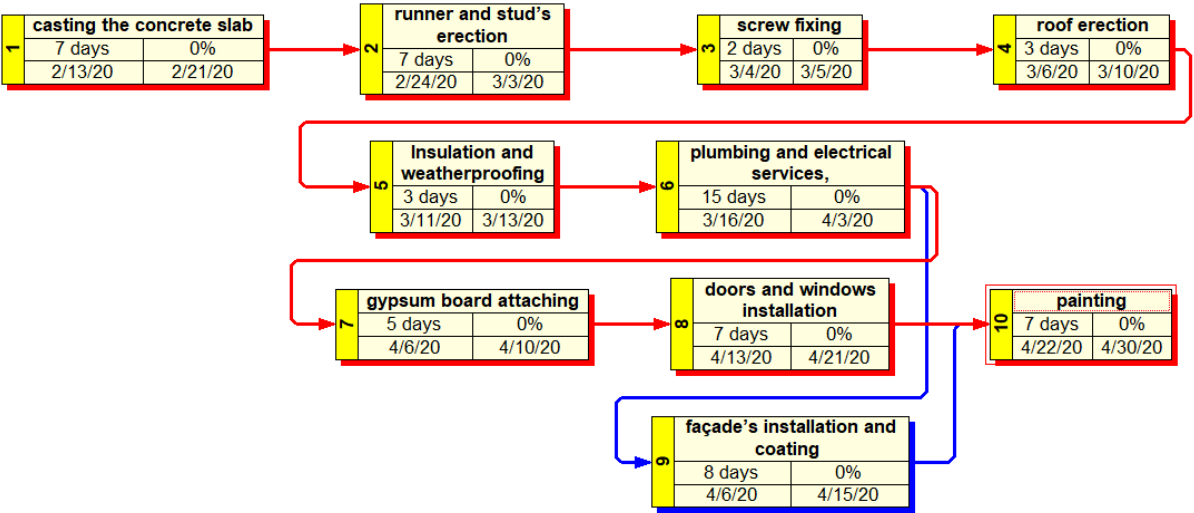 1
casting the concrete slab
7 days 0%
2/13/20 2/21/20
2
runner and stud's
erection
7 days 0%
2/24/20 3/3/20
3
screw fixing
2 days 0%
3/4/20 3/5/20
4
roof erection
3 days 0%
3/6/20 3/10/20
5
Insulation and
weatherproofing
3 days 0%
3/11/20 3/13/20
6
plumbing and electrical
services,
15 days 0%
3/16/20 4/3/20
7
gypsum board attaching
5 days 0%
4/6/20 4/10/20
8
doors and windows
installation
7 days 0%
4/13/20 4/21/20
10
painting
7 days 0%
4/22/20 4/30/20
9
façade's installation and
coating
8 days 0%
4/6/20 4/15/20